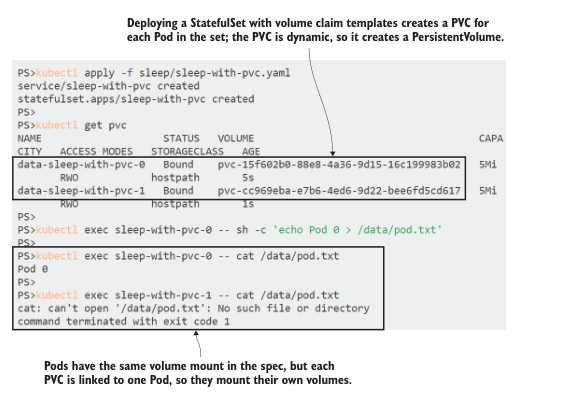 Deploying a StatefulSet with volume claim templates creates a PVC for
each Pod in the set; the PVC is dynamic, so it creates a PersistentVolume.
PS>kubectl apply -f sleep/sleep-with-pvc.yaml
service/sleep-with-pvc created
statefulset.apps/sleep-with-pvc created
PS>
PS>kubectl get pvc
NAME STATUS VOLUME CAPA
CITY ACCESS MODES STORAGECLASS AGE
data-sleep-with-pvc-0 Bound pvc-15f602b0-88e8-4a36-9d15-16c199983b02 5Mi
RWO hostpath 5s
data-sleep-with-pvc-1 Bound pvc-cc969eba-e7b6-4ed6-9d22-bee6fd5cd617 5Mi
RWO hostpath 1s
PS>
PS>kubectl exec sleep-with-pvc-0 -- sh -c 'echo Pod 0 > /data/pod.txt'
PS>
PS>kubectl exec sleep-with-pvc-0 -- cat /data/pod.txt
Pod 0
PS>
PS>kubectl exec sleep-with-pvc-1 -- cat /data/pod.txt
cat: can't open '/data/pod.txt': No such file or directory
command terminated with exit code 1
Pods have the same volume mount in the spec, but each
PVC is linked to one Pod, so they mount their own volumes.